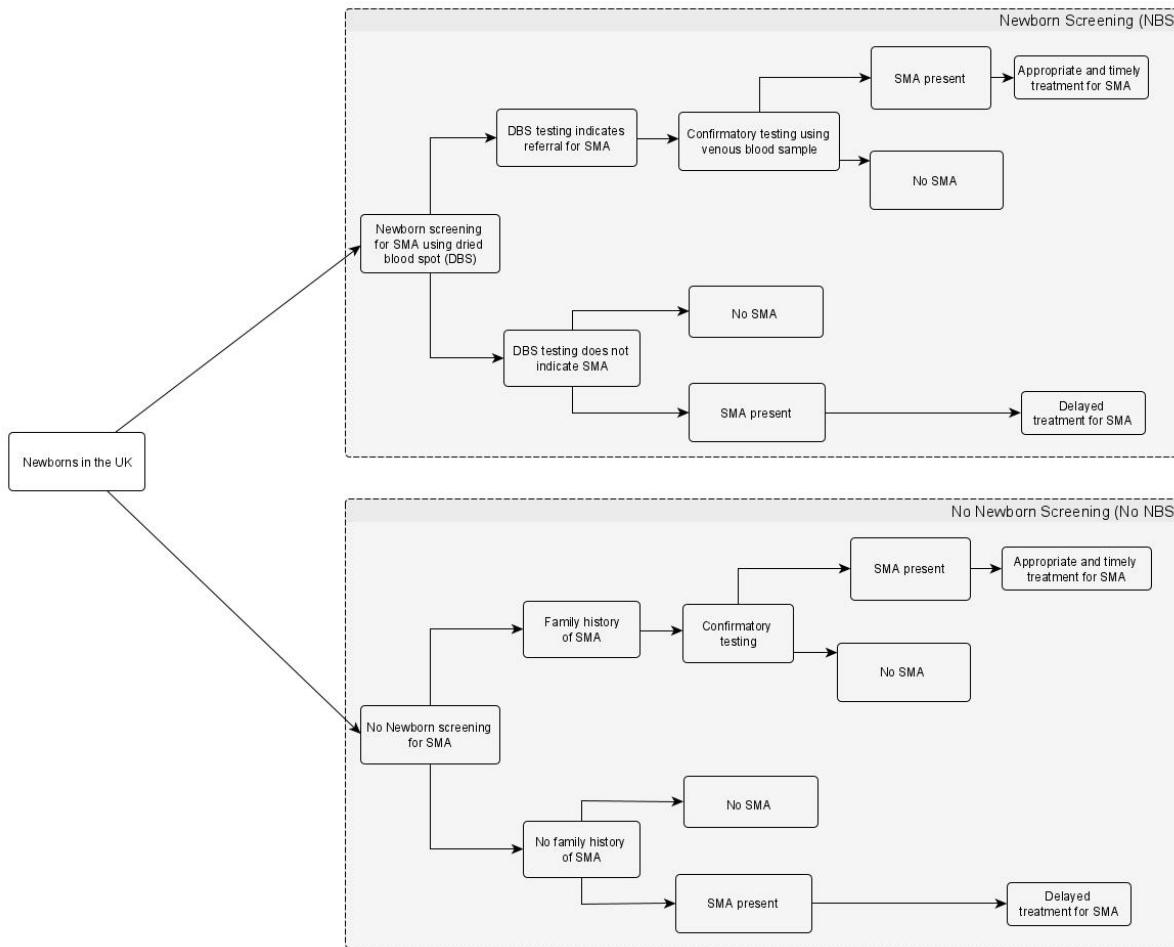 Newborn Screening (NBS
SMA present
Appropriate and timely
treatment for SMA
DBS testing indicates
referral for SMA
Confirmatory testing using
venous blood sample
No SMA
Newborn screening
for SMA using dried
blood spot (DBS)
No SMA
DBS testing does not
indicate SMA
SMA present
Delayed
treatment for SMA
Newborns in the UK
No Newborn Screening (No NBS
SMA present
Appropriate and timely
treatment for SMA
Family history
of SMA
Confirmatory
testing
No SMA
No Newborn screening
for SMA
No SMA
No family history
of SMA
SMA present
Delayed
treatment for SMA